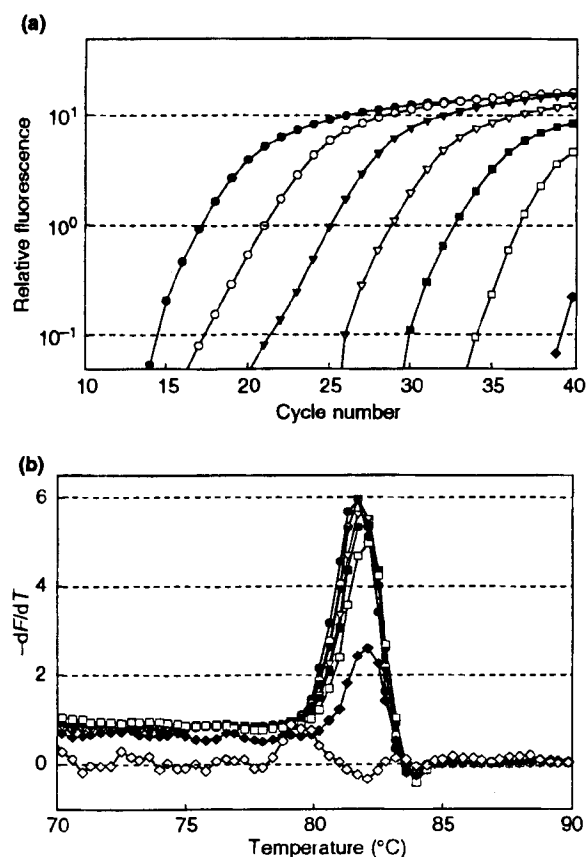 (a)
Relative fluorescence
10¹
10⁰
10⁻¹
10 15 20 25 30 35 40
Cycle number
(b)
–dF/dT
6
4
2
0
70 75 80 85 90
Temperature (°C)